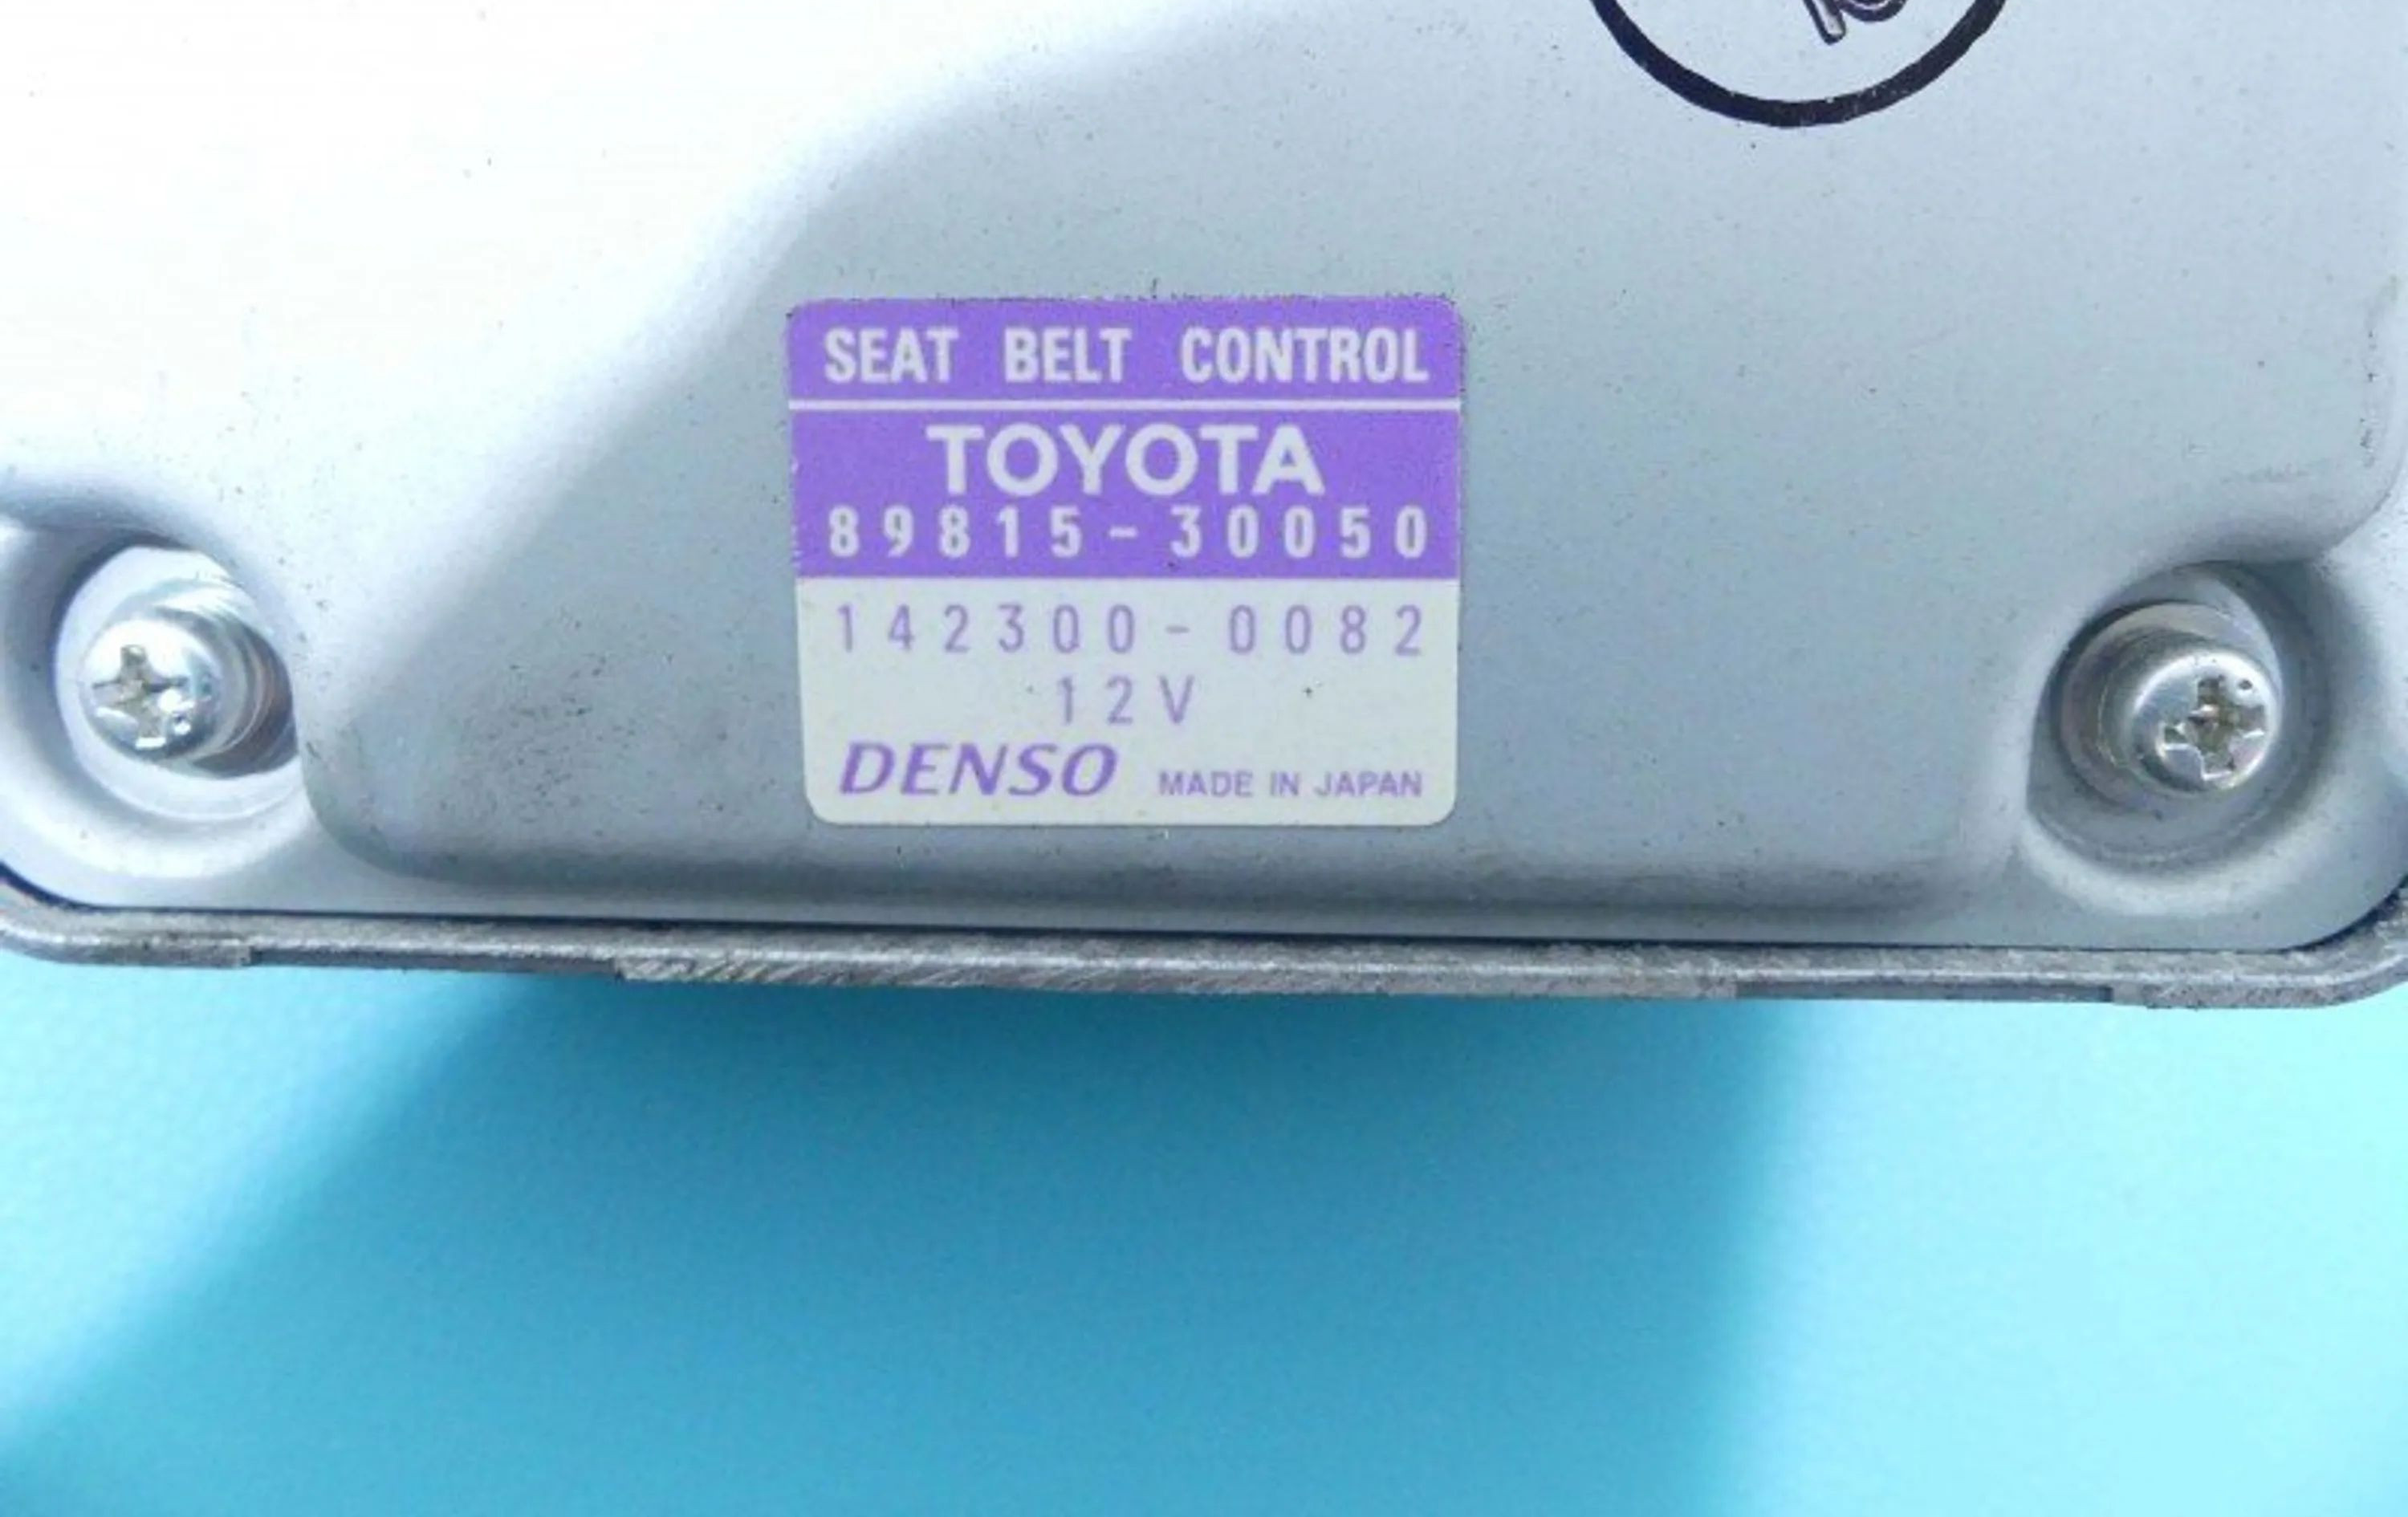 SEAT BELT CONTROL
TOYOTA
89815-30050
142300-0082
12V
DENSO MADE IN JAPAN